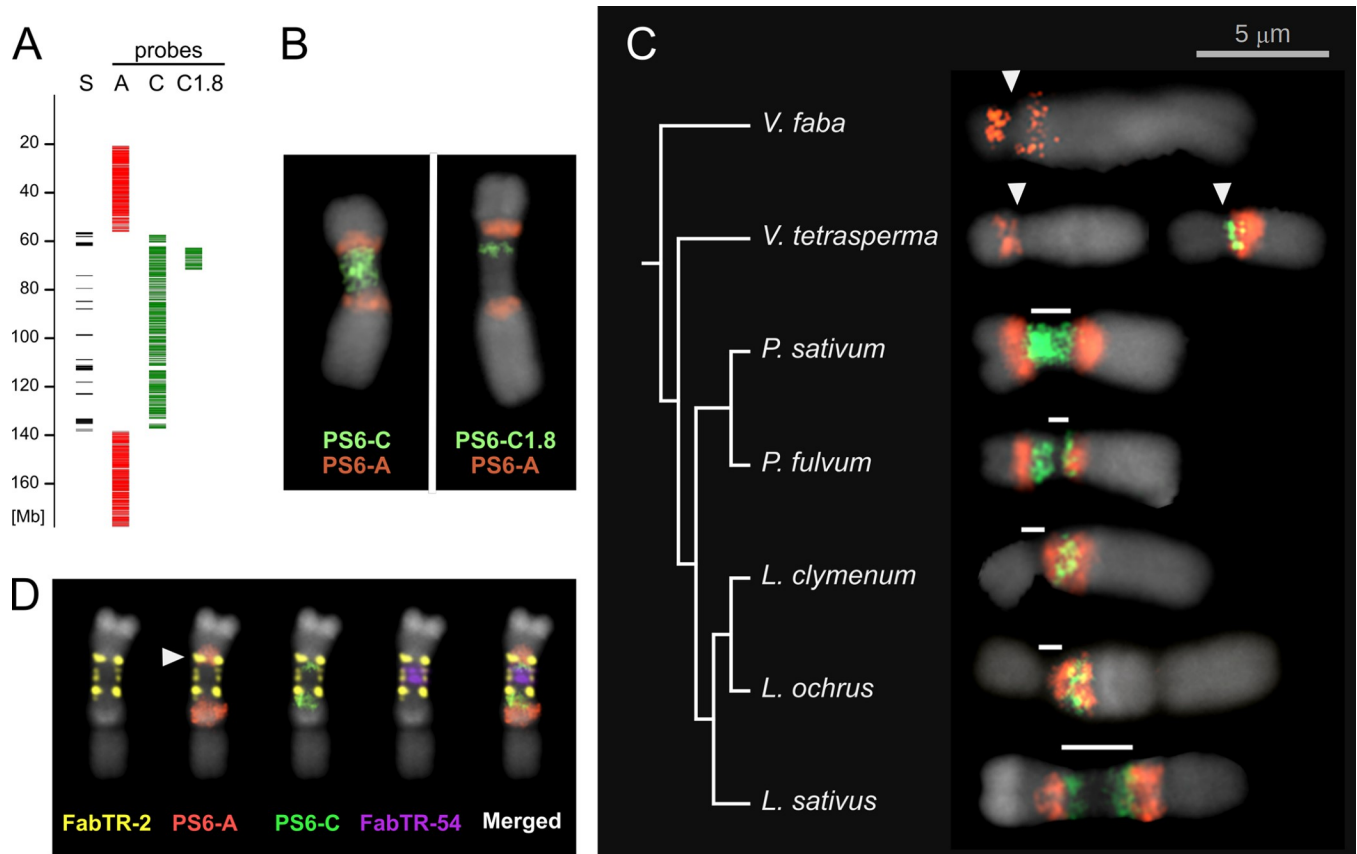 A
probes
S A C C1.8
20
40
60
80
100
120
140
160
[Mb]
B
PS6-C PS6-C1.8
PS6-A PS6-A
C
5 µm
V. faba
V. tetrasperma
P. sativum
P. fulvum
L. clymenum
L. ochrus
L. sativus
D
FabTR-2 PS6-A PS6-C FabTR-54 Merged